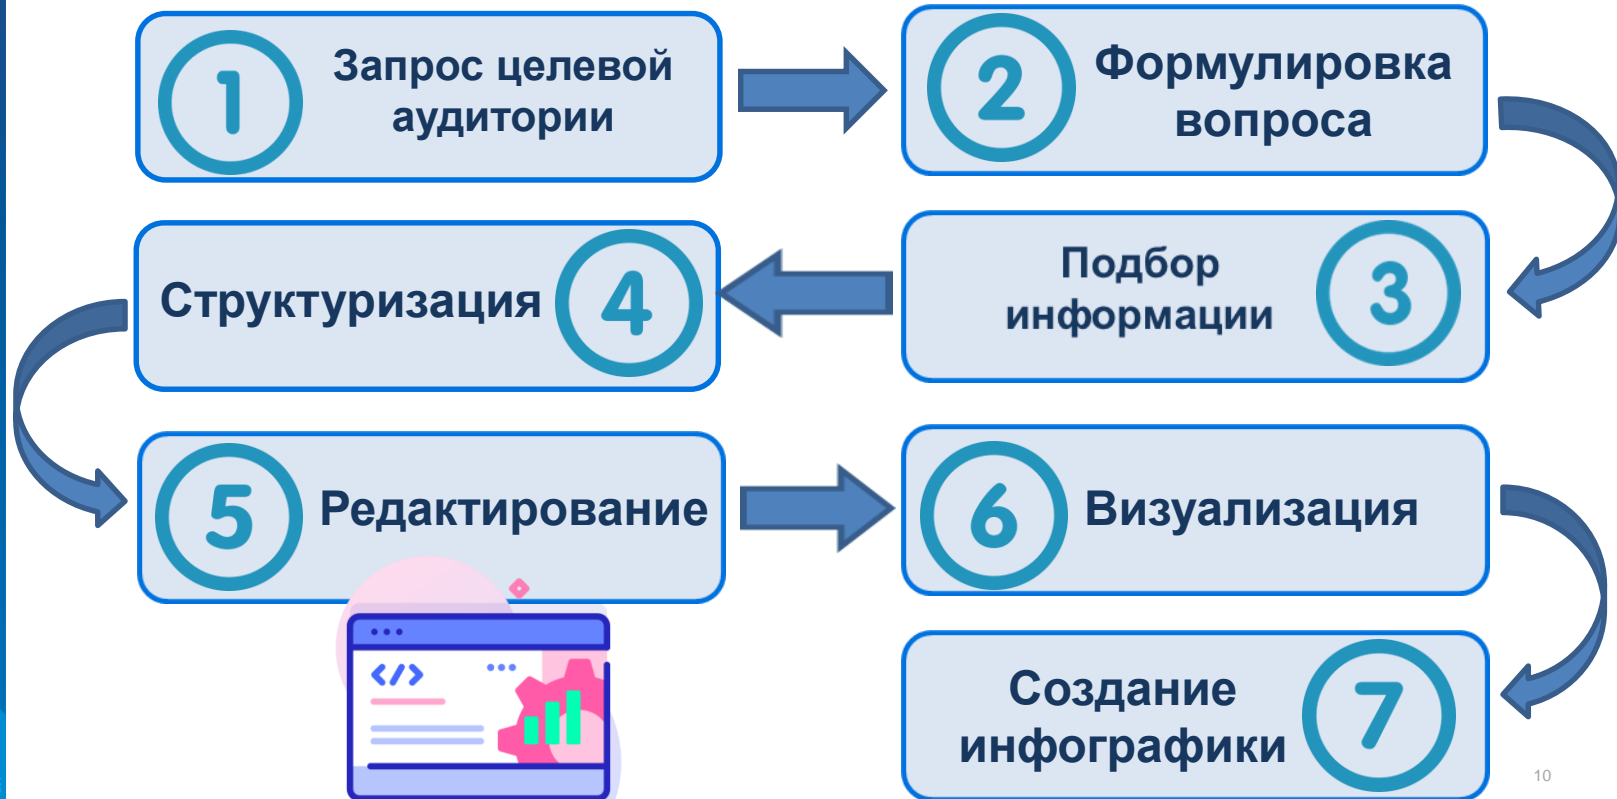 1
Запрос целевой
аудитории
2
Формулировка
вопроса
3
Подбор
информации
4
Структуризация
5
Редактирование
6
Визуализация
</>
7
Создание
инфографики
10